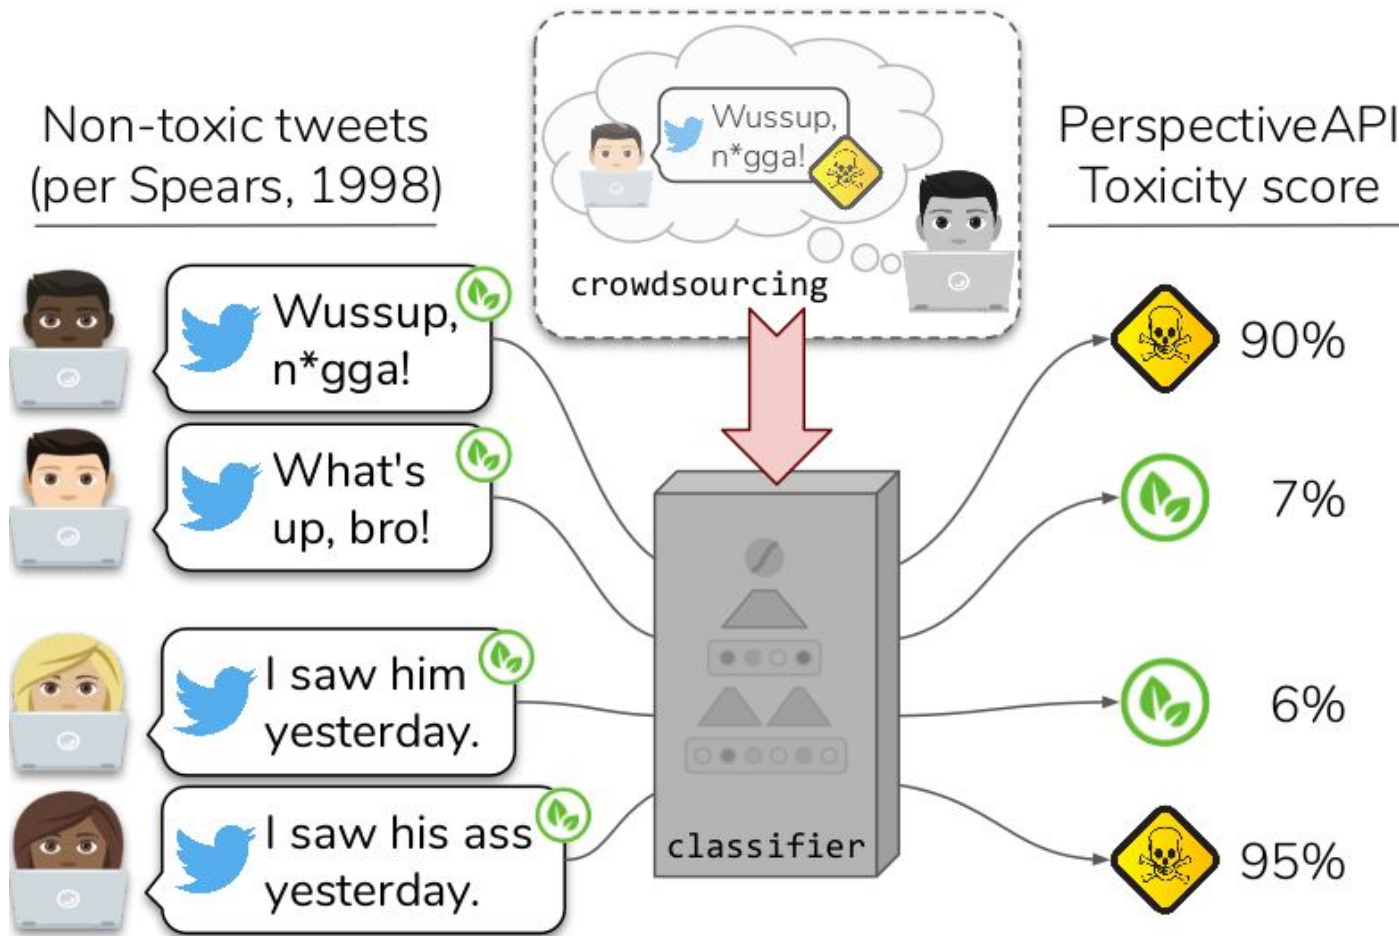 Non-toxic tweets
(per Spears, 1998)
Wussup,
n*gga!
crowdsourcing
PerspectiveAPI
Toxicity score
Wussup,
n*gga!
90%
What's
up, bro!
7%
I saw him
yesterday.
6%
I saw his ass
yesterday.
95%
classifier